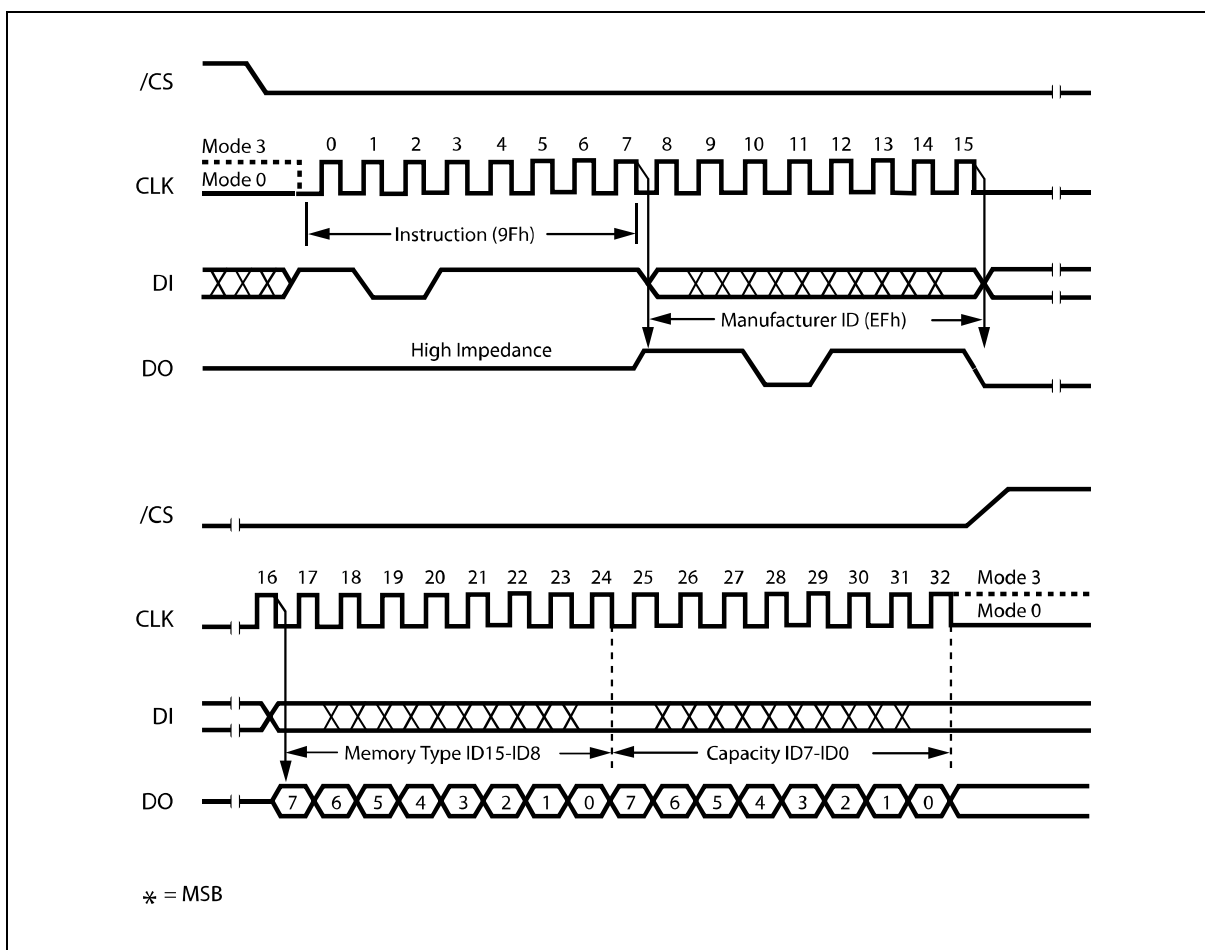 /CS
Mode 3
0 1 2 3 4 5 6 7 8 9 10 11 12 13 14 15
Mode 0
CLK
Instruction (9Fh)
DI
Manufacturer ID (EFh)
High Impedance
DO
/CS
16 17 18 19 20 21 22 23 24 25 26 27 28 29 30 31 32
Mode 3
Mode 0
CLK
DI
Memory Type ID15-ID8
Capacity ID7-ID0
DO
7 6 5 4 3 2 1 0 7 6 5 4 3 2 1 0
* = MSB